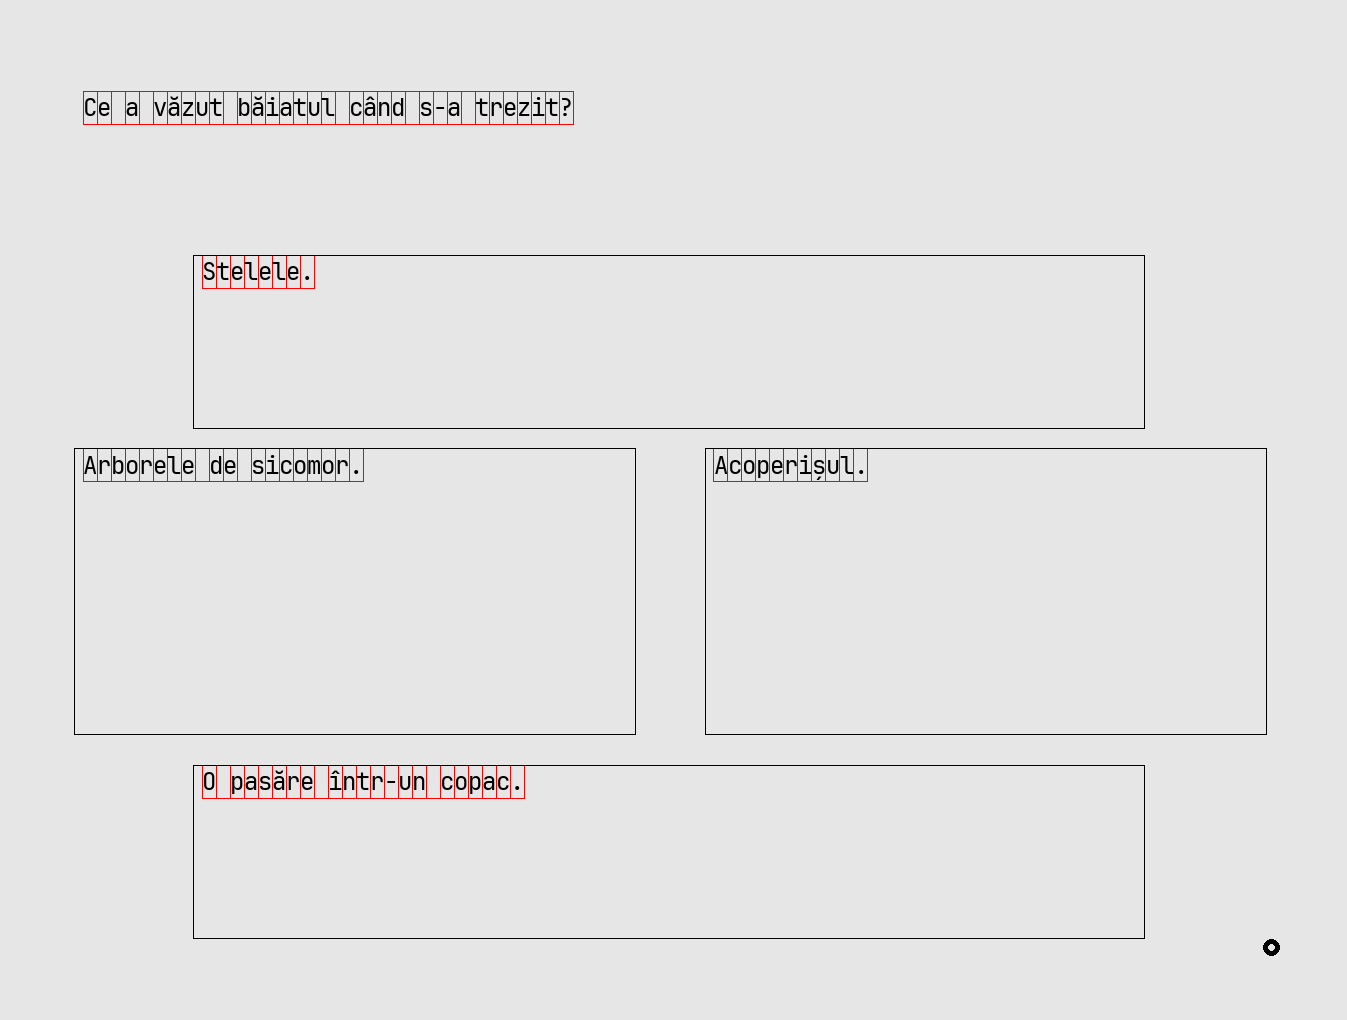 Ce a văzut băiatul când s-a trezit?
Stelele.
Arborele de sicomor.
Acoperișul.
O pasăre într-un copac.